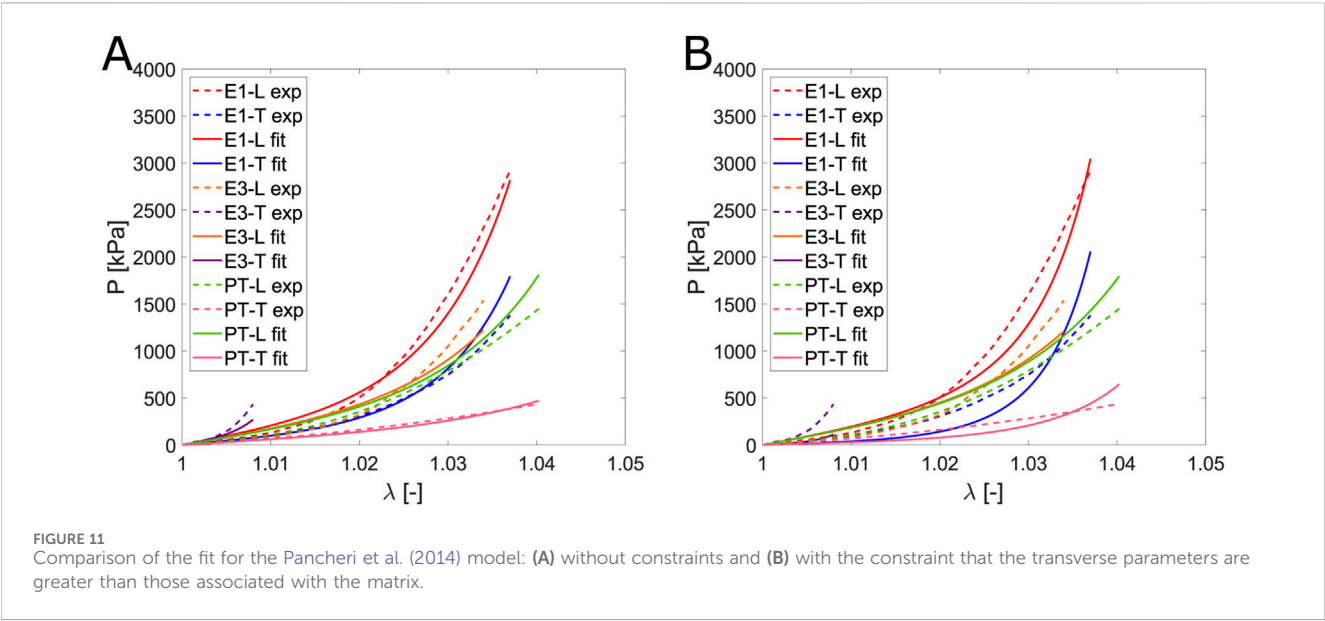 A
4000
3500
3000
2500
2000
1500
1000
500
0
P [kPa]
E1-L exp
E1-T exp
E1-L fit
E1-T fit
E3-L exp
E3-T exp
E3-L fit
E3-T fit
PT-L exp
PT-T exp
PT-L fit
PT-T fit
1 1.01 1.02 1.03 1.04 1.05
λ [-]
B
4000
3500
3000
2500
2000
1500
1000
500
0
P [kPa]
E1-L exp
E1-T exp
E1-L fit
E1-T fit
E3-L exp
E3-T exp
E3-L fit
E3-T fit
PT-L exp
PT-T exp
PT-L fit
PT-T fit
1 1.01 1.02 1.03 1.04 1.05
λ [-]
FIGURE 11
Comparison of the fit for the Pancheri et al. (2014) model: (A) without constraints and (B) with the constraint that the transverse parameters are
greater than those associated with the matrix.